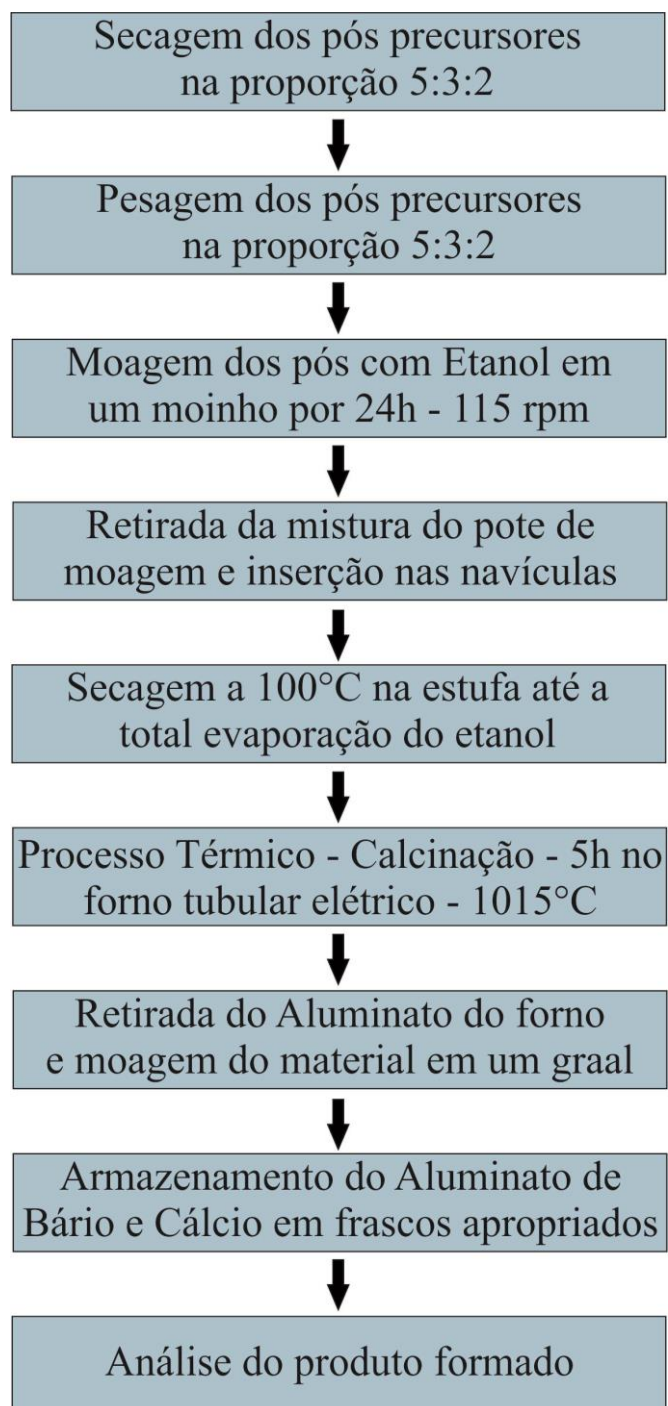 Secagem dos pós precursores
na proporção 5:3:2
Pesagem dos pós precursores
na proporção 5:3:2
Moagem dos pós com Etanol em
um moinho por 24h - 115 rpm
Retirada da mistura do pote de
moagem e inserção nas navículas
Secagem a 100°C na estufa até a
total evaporação do etanol
Processo Térmico - Calcinação - 5h no
forno tubular elétrico - 1015°C
Retirada do Aluminato do forno
e moagem do material em um graal
Armazenamento do Aluminato de
Bário e Cálcio em frascos apropriados
Análise do produto formado